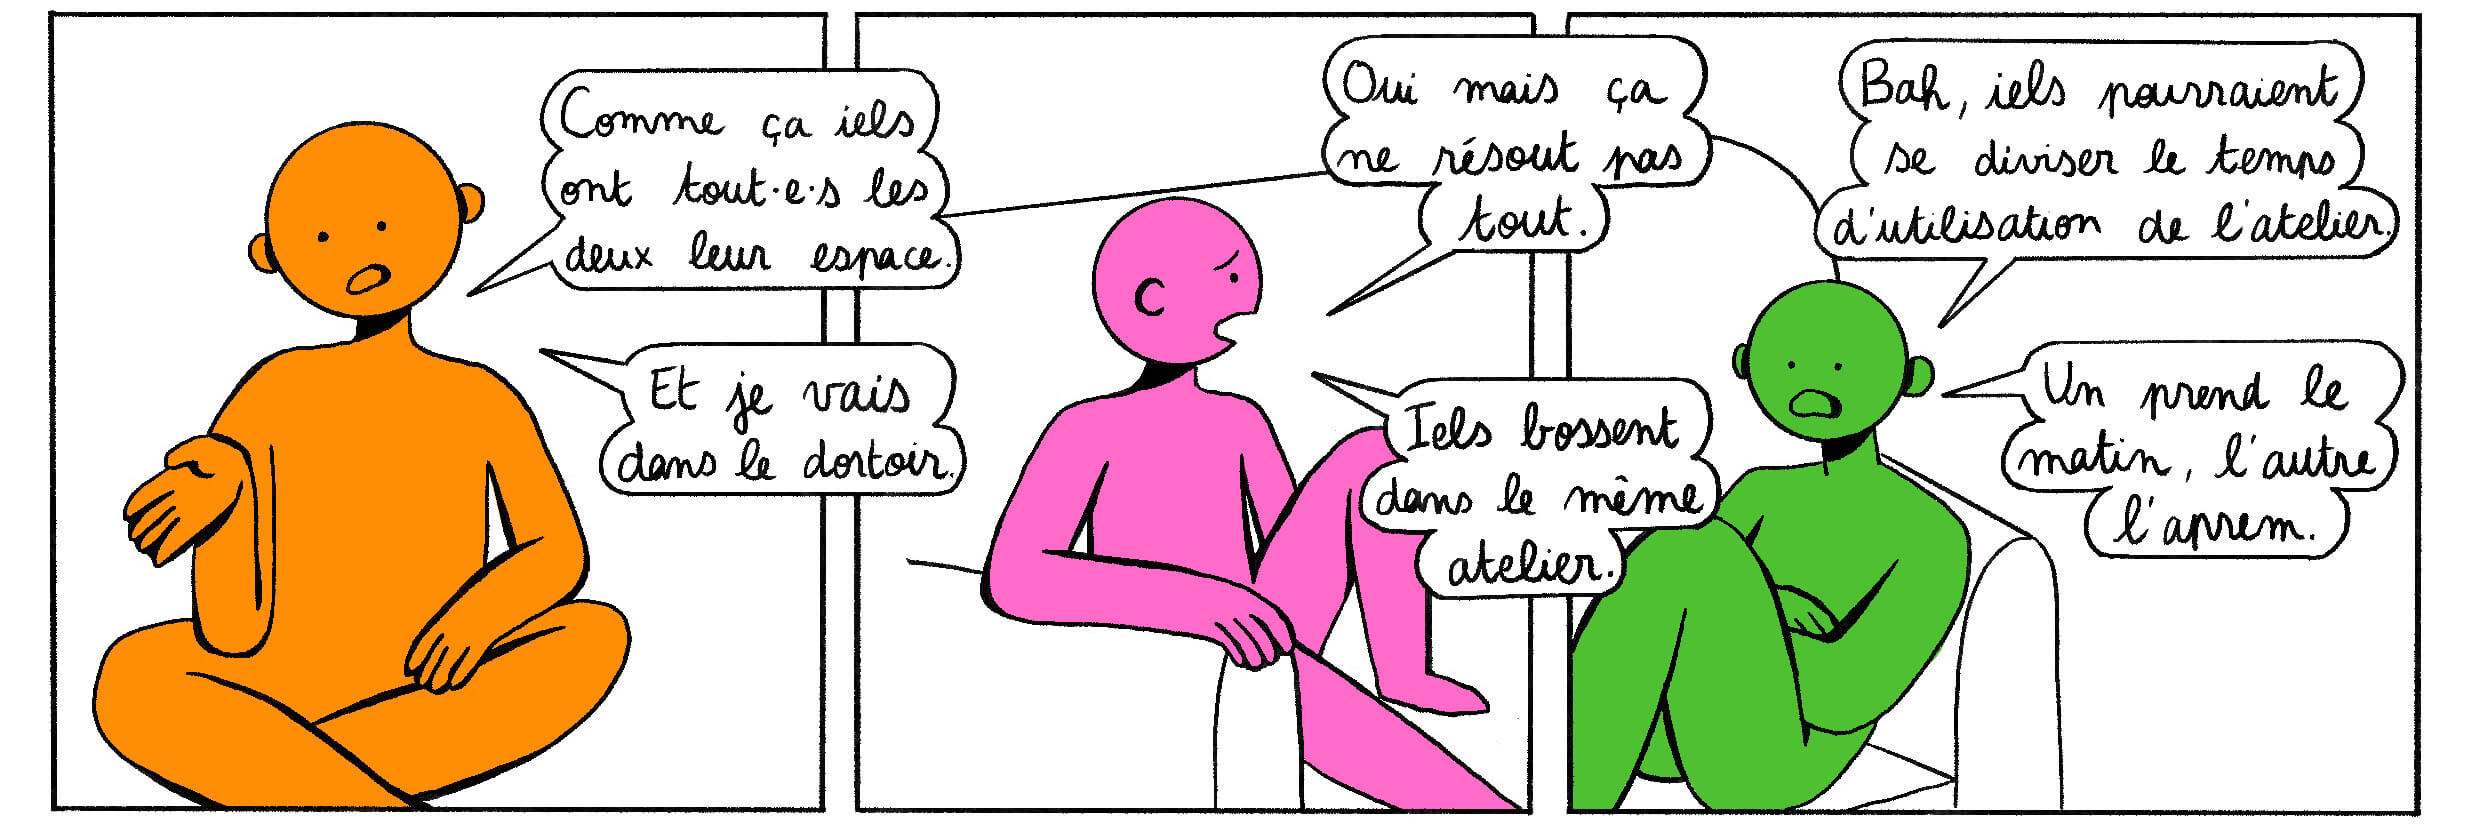 Comme ça iels
ont tout·e·s les
deux leur espace.
Et je vais
dans le dortoir.
Oui mais ça
ne résout pas
tout.
Iels bossent
dans le même
atelier.
Bah, iels pourraient
se diviser le temps
d'utilisation de l'atelier.
Un prend le
matin, l'autre
l'aprem.